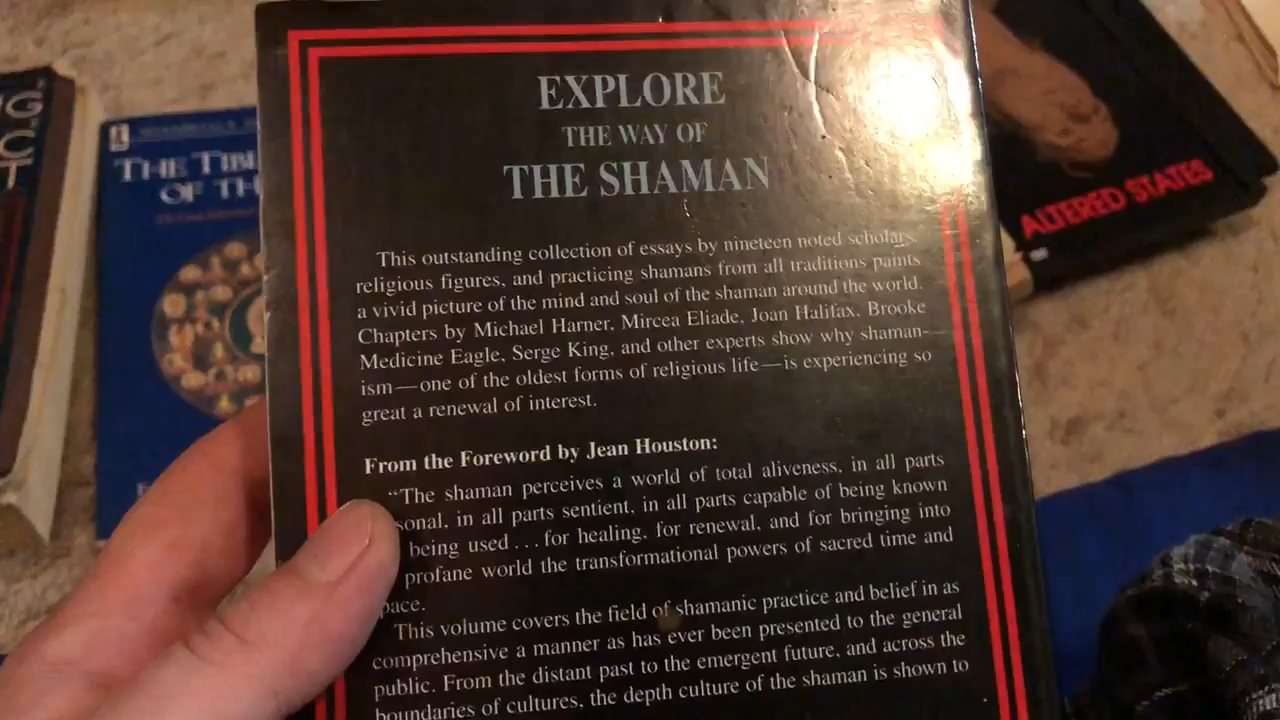 EXPLORE
THE WAY OF
THE SHAMAN
This outstanding collection of essays by nineteen noted scholars,
religious figures, and practicing shamans from all traditions paints
a vivid picture of the mind and soul of the shaman around the world.
Chapters by Michael Harner, Mircea Eliade, Joan Halifax, Brooke
Medicine Eagle, Serge King, and other experts show why shaman-
ism—one of the oldest forms of religious life—is experiencing so
great a renewal of interest.
From the Foreword by Jean Houston:
"The shaman perceives a world of total aliveness, in all parts
sonal, in all parts sentient, in all parts capable of being known
being used . . . for healing, for renewal, and for bringing into
profane world the transformational powers of sacred time and
pace.
This volume covers the field of shamanic practice and belief in as
comprehensive a manner as has ever been presented to the general
public. From the distant past to the emergent future, and across the
boundaries of cultures, the depth culture of the shaman is shown to
THE TIB
OF TH
ALTERED STATES
G
C
T